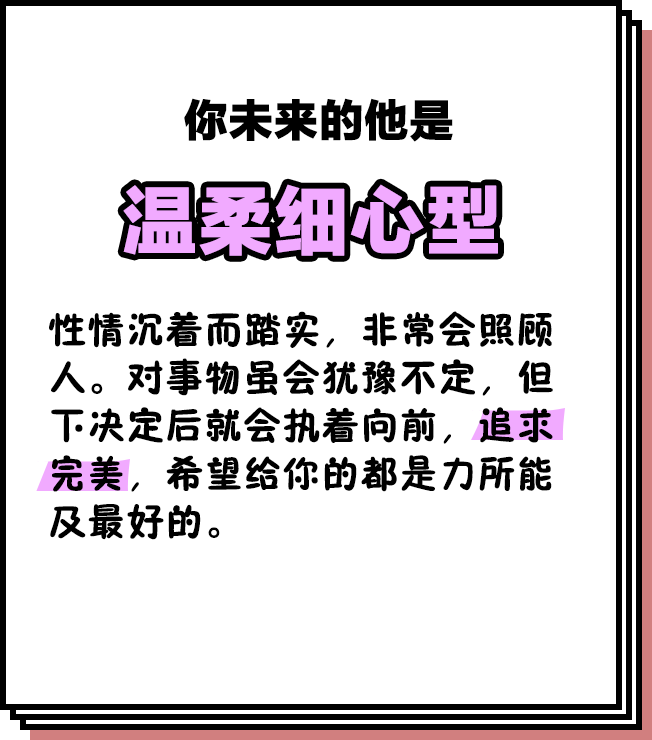 你未来的他是
温柔细心型
性情沉着而踏实，非常会照顾
人。对事物虽会犹豫不定，但
下决定后就会执着向前，追求
完美，希望给你的都是力所能
及最好的。